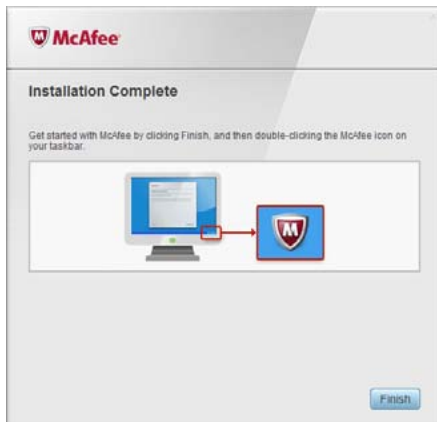 McAfee
Installation Complete
Get started with McAfee by clicking Finish, and then double-clicking the McAfee icon on
your taskbar.
Finish